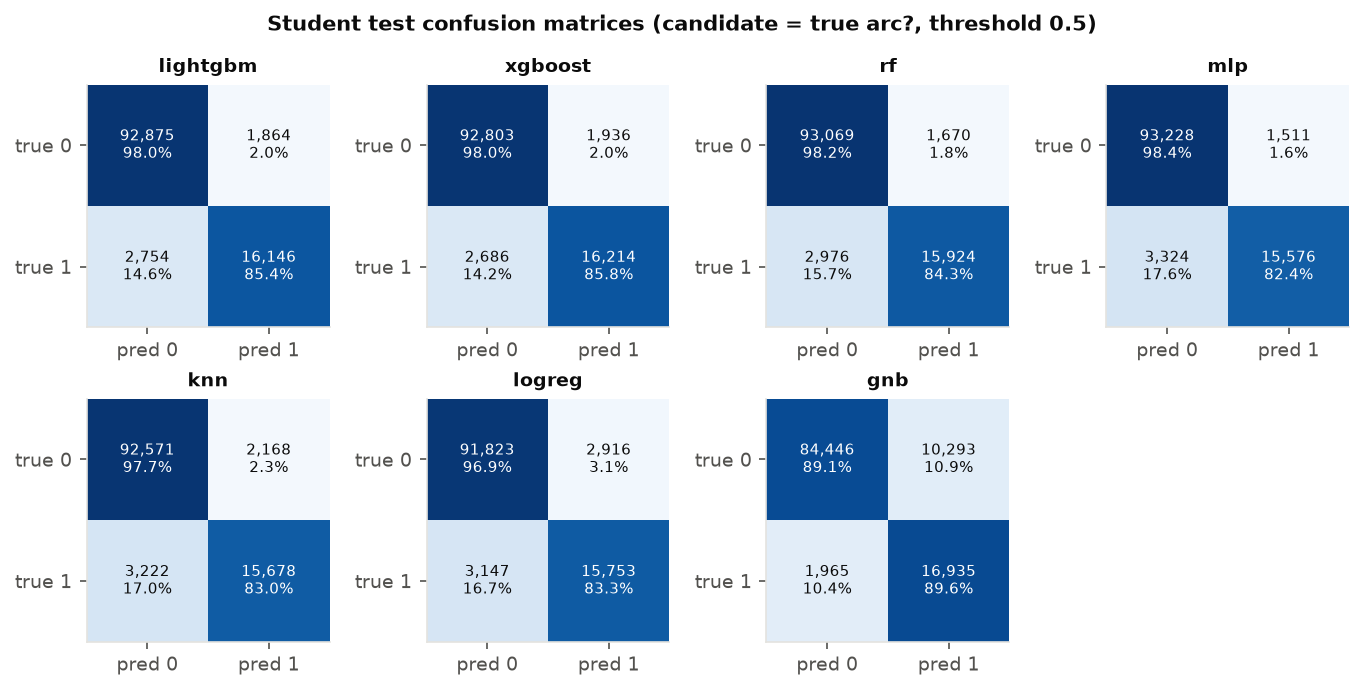 Student test confusion matrices (candidate = true arc?, threshold 0.5)
lightgbm
true 0
92,875
98.0%
1,864
2.0%
true 1
2,754
14.6%
16,146
85.4%
pred 0
pred 1
xgboost
true 0
92,803
98.0%
1,936
2.0%
true 1
2,686
14.2%
16,214
85.8%
pred 0
pred 1
rf
true 0
93,069
98.2%
1,670
1.8%
true 1
2,976
15.7%
15,924
84.3%
pred 0
pred 1
mlp
true 0
93,228
98.4%
1,511
1.6%
true 1
3,324
17.6%
15,576
82.4%
pred 0
pred 1
knn
true 0
92,571
97.7%
2,168
2.3%
true 1
3,222
17.0%
15,678
83.0%
pred 0
pred 1
logreg
true 0
91,823
96.9%
2,916
3.1%
true 1
3,147
16.7%
15,753
83.3%
pred 0
pred 1
gnb
true 0
84,446
89.1%
10,293
10.9%
true 1
1,965
10.4%
16,935
89.6%
pred 0
pred 1